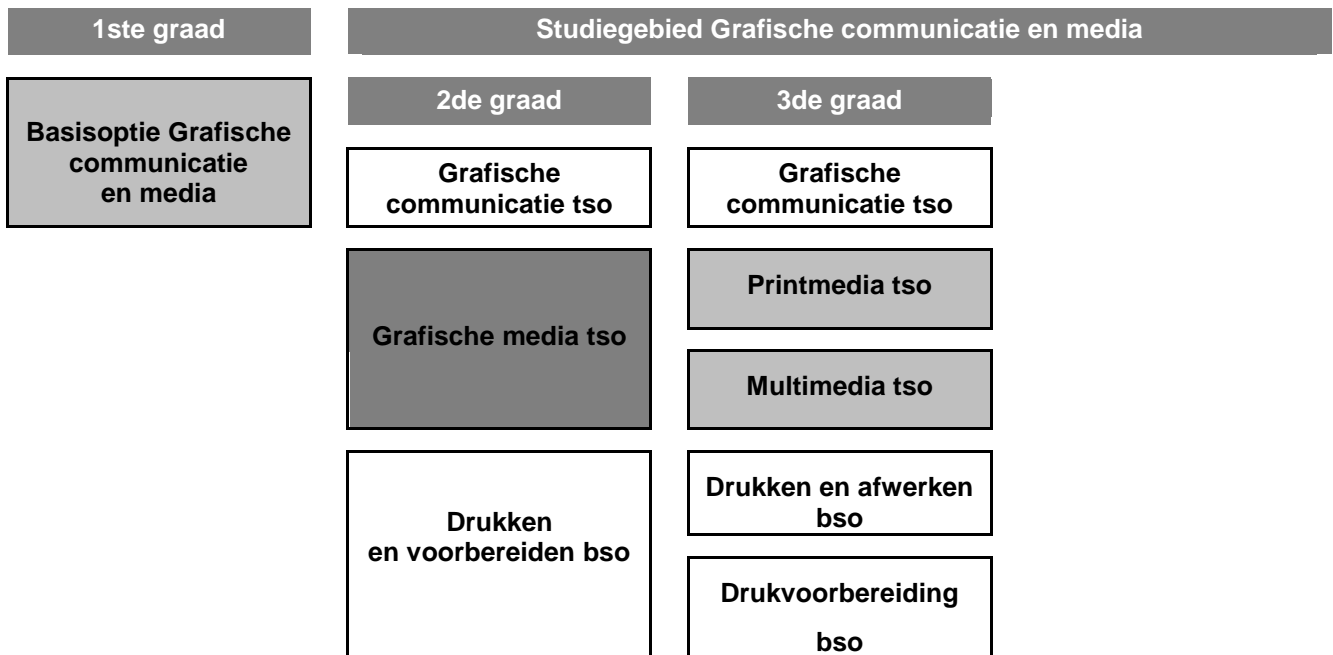 1ste graad
Studiegebied Grafische communicatie en media
Basisoptie Grafische
communicatie
en media
2de graad
3de graad
Grafische
communicatie tso
Grafische
communicatie tso
Grafische media tso
Printmedia tso
Multimedia tso
Drukken
en voorbereiden bso
Drukken en afwerken
bso
Drukvoorbereiding
bso